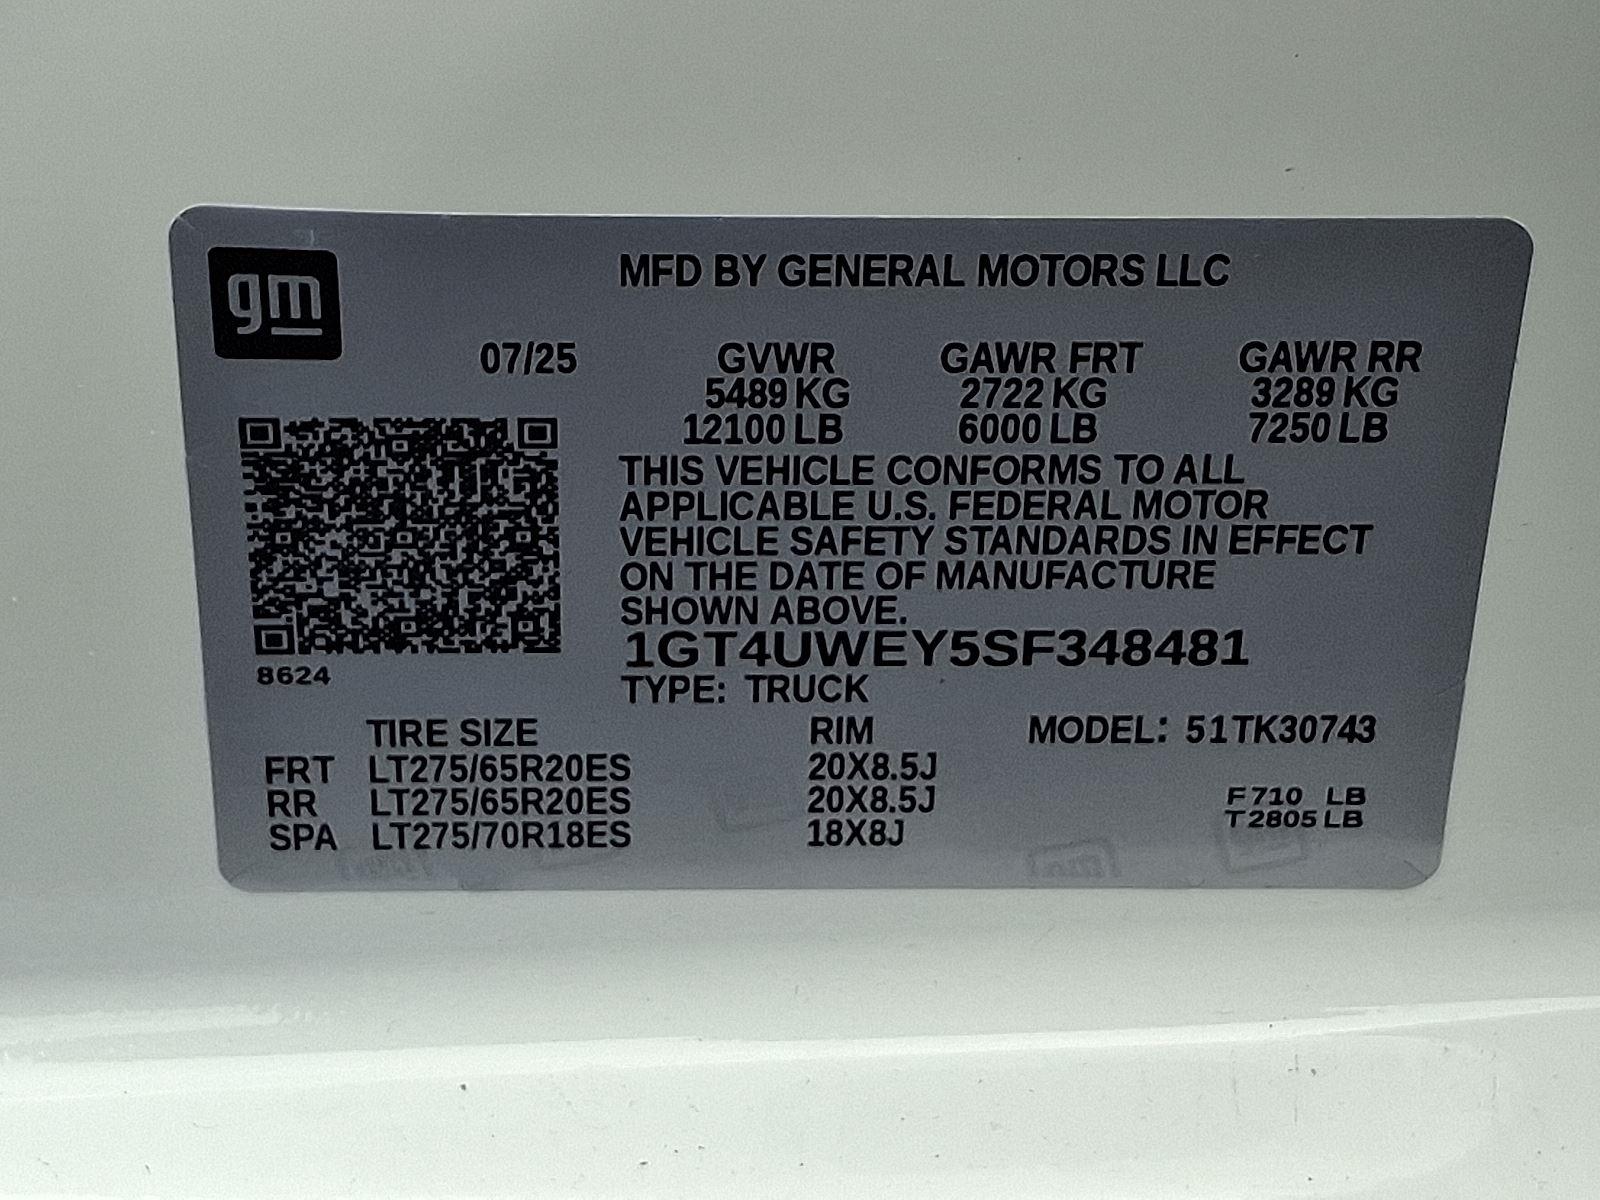 gm
MFD BY GENERAL MOTORS LLC
07/25 GVWR GAWR FRT GAWR RR
5489 KG 2722 KG 3289 KG
12100 LB 6000 LB 7250 LB
THIS VEHICLE CONFORMS TO ALL
APPLICABLE U.S. FEDERAL MOTOR
VEHICLE SAFETY STANDARDS IN EFFECT
ON THE DATE OF MANUFACTURE
SHOWN ABOVE.
1GT4UWEY5SF348481
8624
TYPE: TRUCK
TIRE SIZE RIM MODEL: 51TK30743
FRT LT275/65R20ES 20X8.5J
RR LT275/65R20ES 20X8.5J
SPA LT275/70R18ES 18X8J
F710 LB
T2805 LB